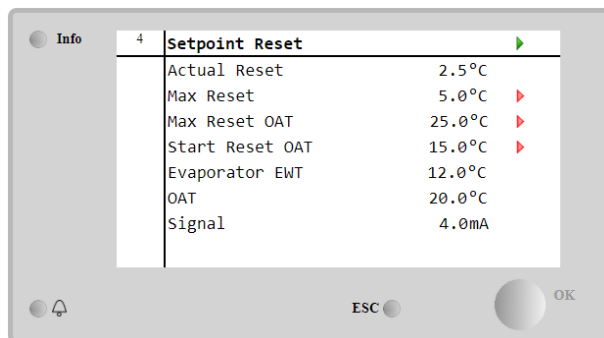 Info
4 Setpoint Reset
Actual Reset 2.5°C
Max Reset 5.0°C
Max Reset OAT 25.0°C
Start Reset OAT 15.0°C
Evaporator EWT 12.0°C
OAT 20.0°C
Signal 4.0mA
ESC
OK